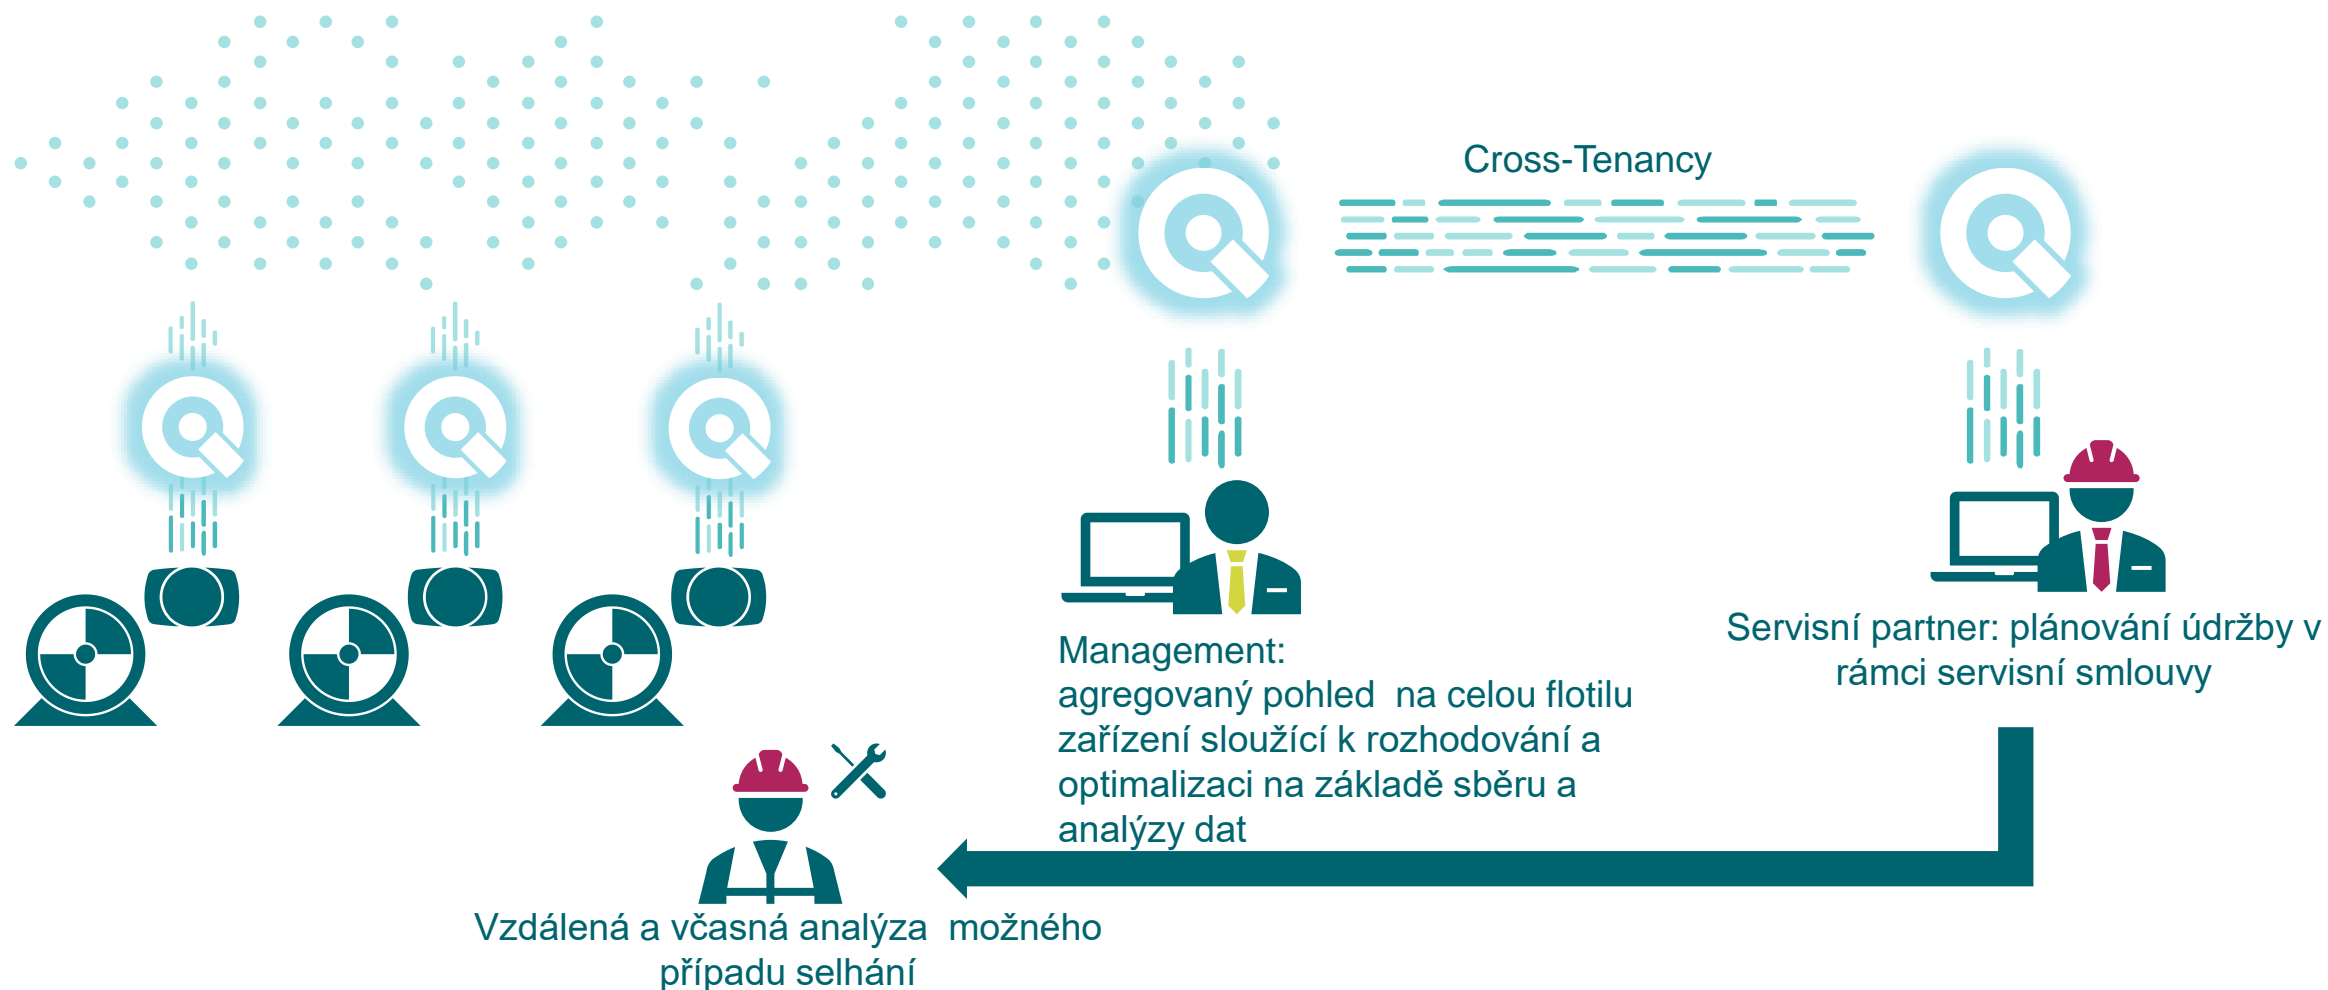 Cross-Tenancy
Management:
agregovaný pohled  na celou flotilu
zařízení sloužící k rozhodování a
optimalizaci na základě sběru a
analýzy dat
Servisní partner: plánování údržby v
rámci servisní smlouvy
Vzdálená a včasná analýza  možného
případu selhání